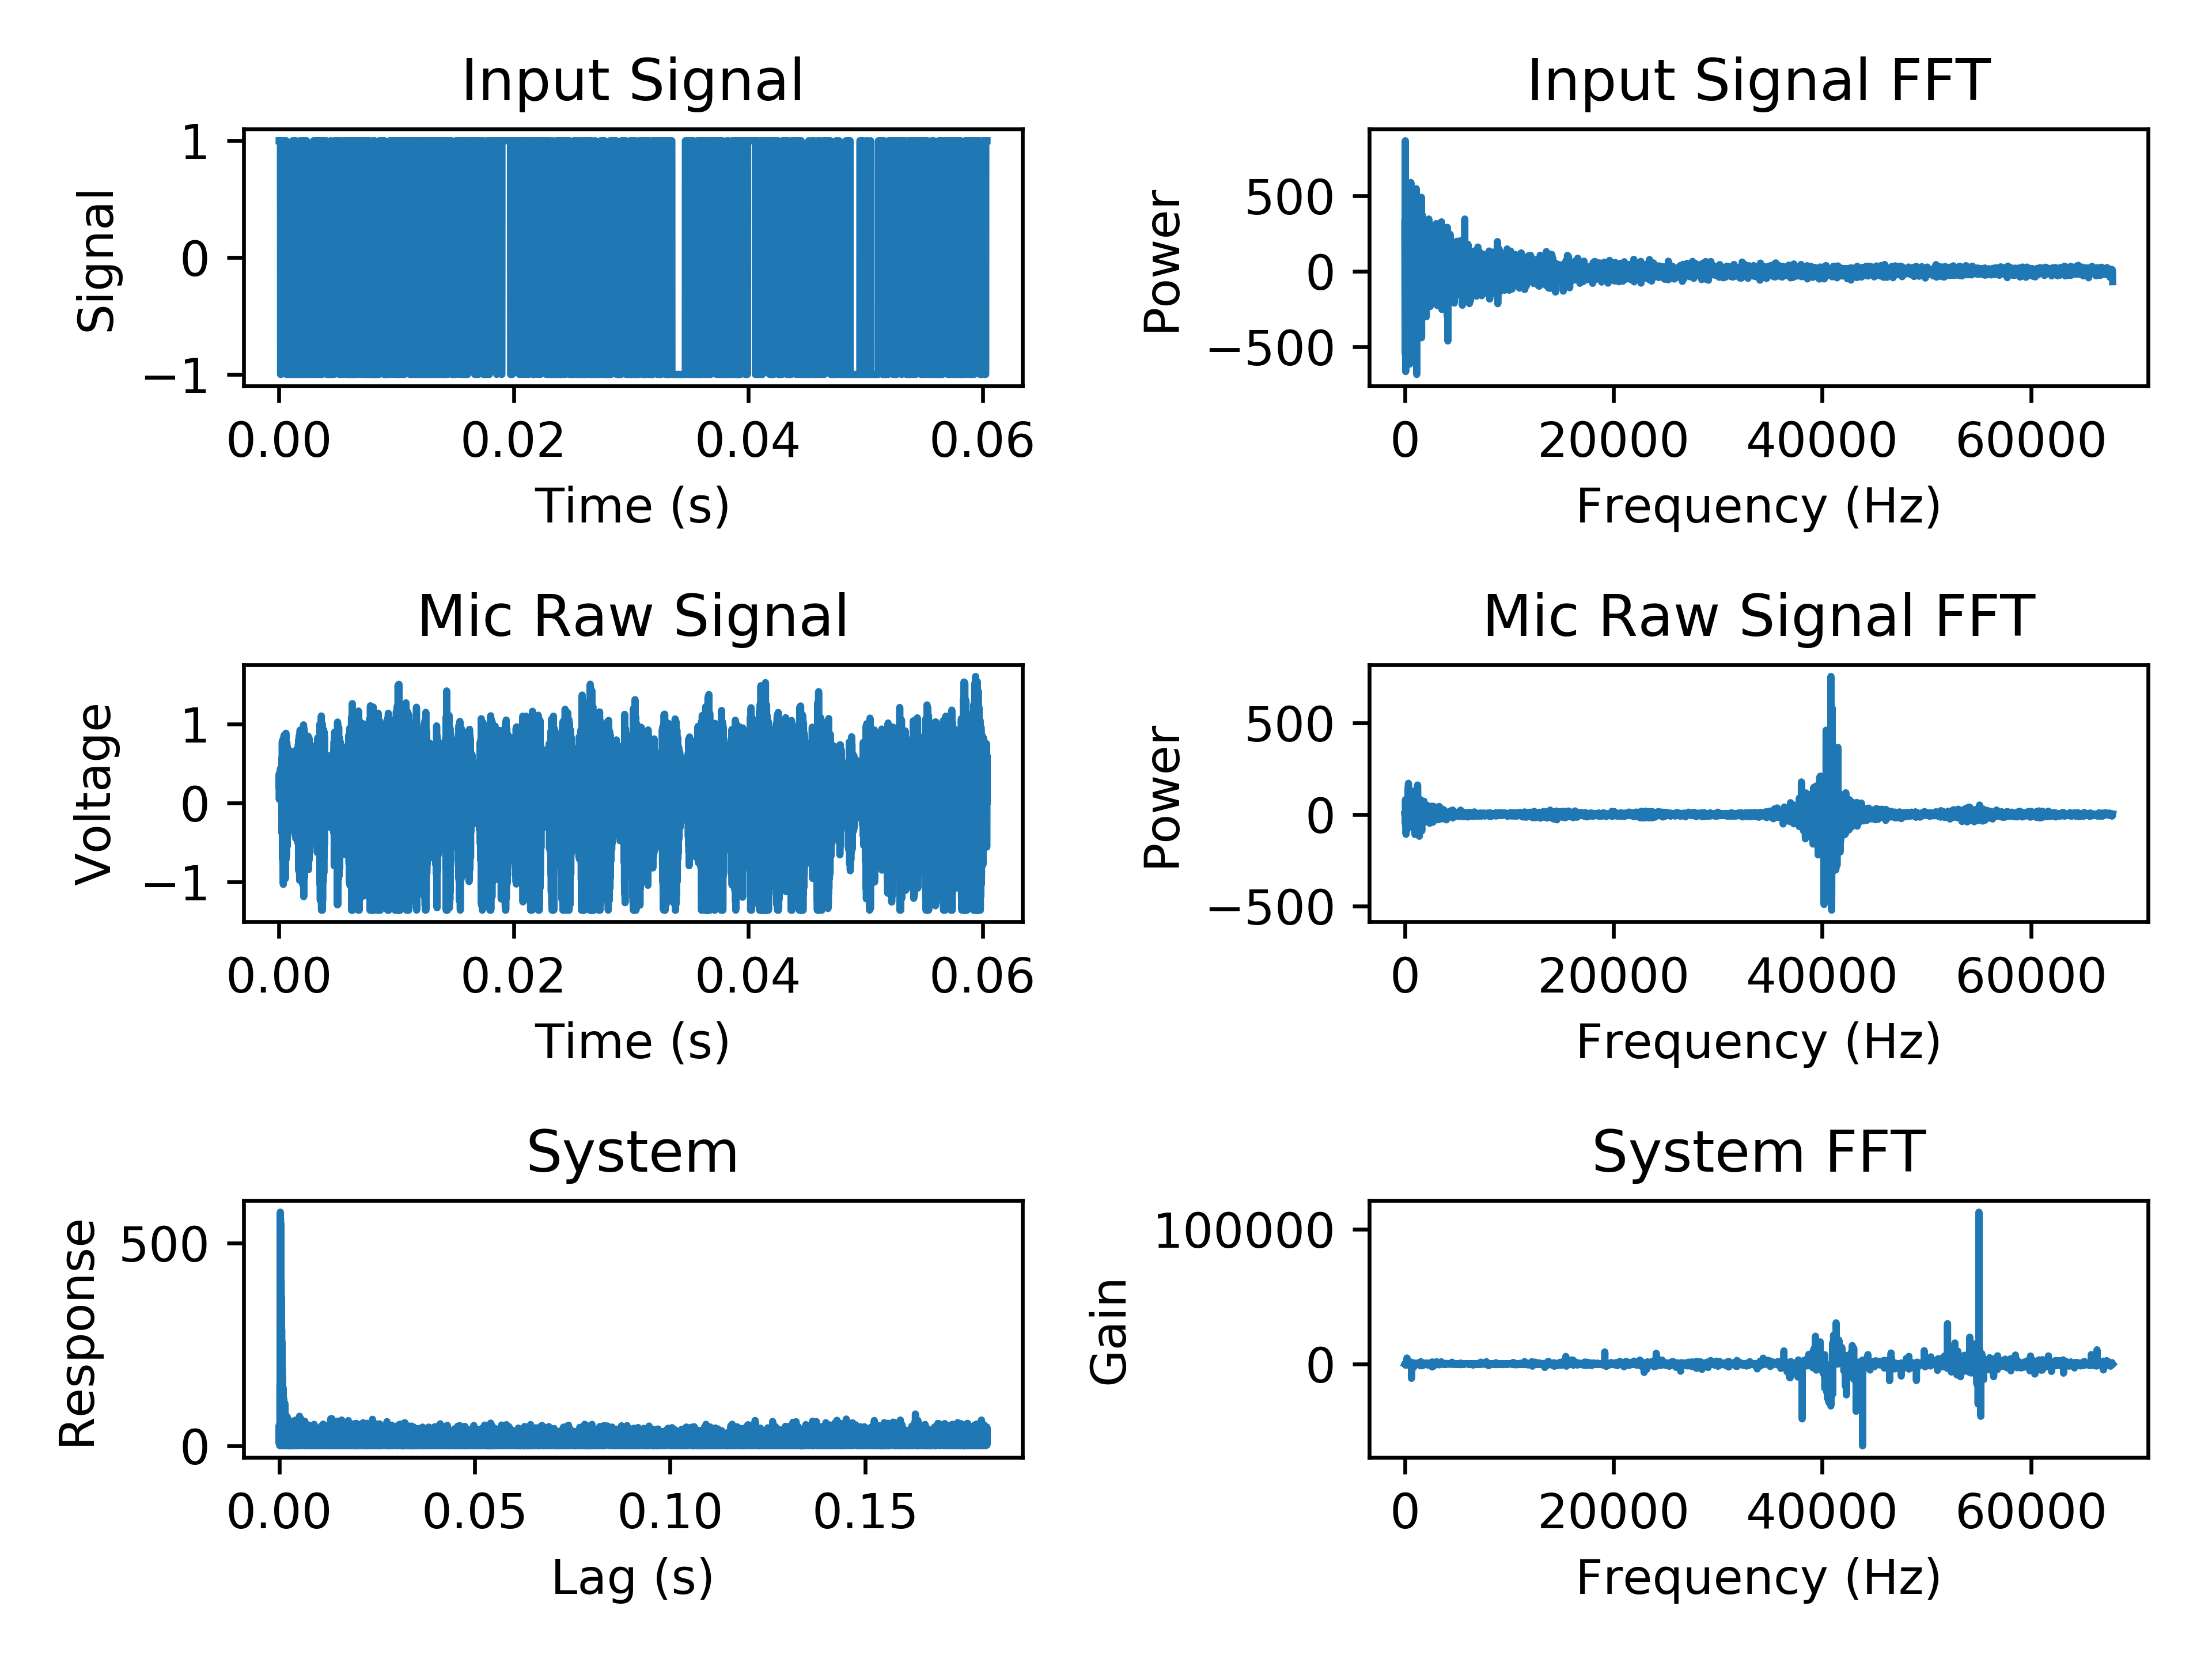 Input Signal
Signal
1
0
−1
0.00 0.02 0.04 0.06
Time (s)
Input Signal FFT
Power
500
0
−500
0 20000 40000 60000
Frequency (Hz)
Mic Raw Signal
Voltage
1
0
−1
0.00 0.02 0.04 0.06
Time (s)
Mic Raw Signal FFT
Power
500
0
−500
0 20000 40000 60000
Frequency (Hz)
System
Response
500
0
0.00 0.05 0.10 0.15
Lag (s)
System FFT
Gain
100000
0
0 20000 40000 60000
Frequency (Hz)